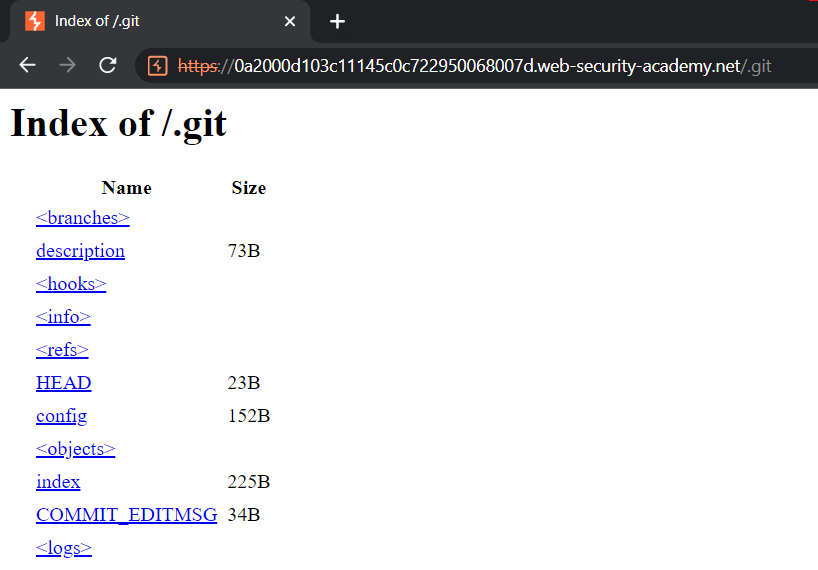 Index of /.git
https://0a2000d103c11145c0c722950068007d.web-security-academy.net/.git
Index of /.git
Name Size
<branches>
description 73B
<hooks>
<info>
<refs>
HEAD 23B
config 152B
<objects>
index 225B
COMMIT_EDITMSG 34B
<logs>